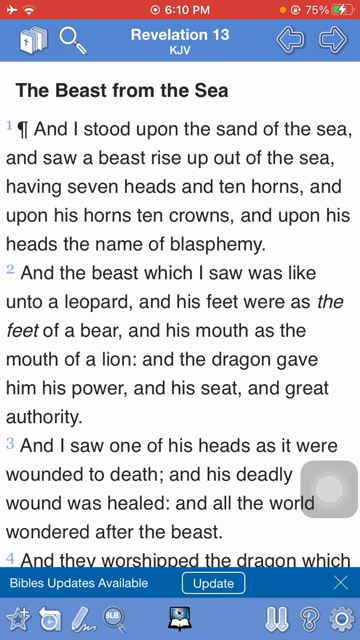 6:10 PM
75%
Revelation 13
KJV
The Beast from the Sea
1 ¶ And I stood upon the sand of the sea,
and saw a beast rise up out of the sea,
having seven heads and ten horns, and
upon his horns ten crowns, and upon his
heads the name of blasphemy.
2 And the beast which I saw was like
unto a leopard, and his feet were as the
feet of a bear, and his mouth as the
mouth of a lion: and the dragon gave
him his power, and his seat, and great
authority.
3 And I saw one of his heads as it were
wounded to death; and his deadly
wound was healed: and all the world
wondered after the beast.
4 And they worshipped the dragon which
Bibles Updates Available
Update
BLB